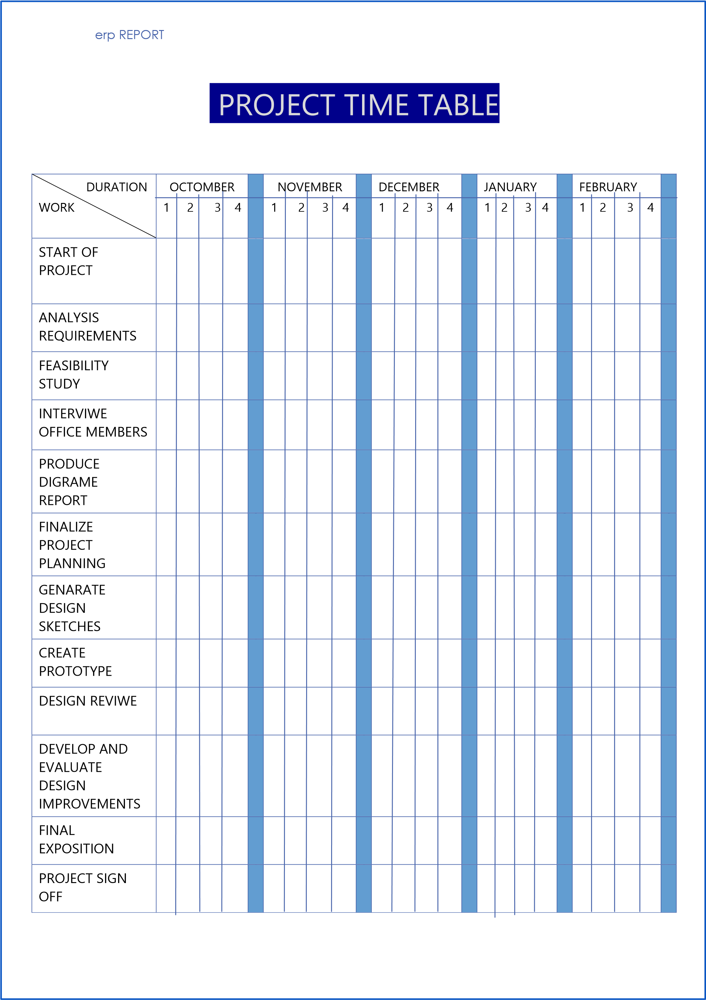 erp REPORT
PROJECT TIME TABLE
DURATION OCTOMBER NOVEMBER DECEMBER JANUARY FEBRUARY
WORK 1 2 3 4 1 2 3 4 1 2 3 4 1 2 3 4 1 2 3 4
START OF
PROJECT
ANALYSIS
REQUIREMENTS
FEASIBILITY
STUDY
INTERVIWE
OFFICE MEMBERS
PRODUCE
DIGRAME
REPORT
FINALIZE
PROJECT
PLANNING
GENARATE
DESIGN
SKETCHES
CREATE
PROTOTYPE
DESIGN REVIWE
DEVELOP AND
EVALUATE
DESIGN
IMPROVEMENTS
FINAL
EXPOSITION
PROJECT SIGN
OFF